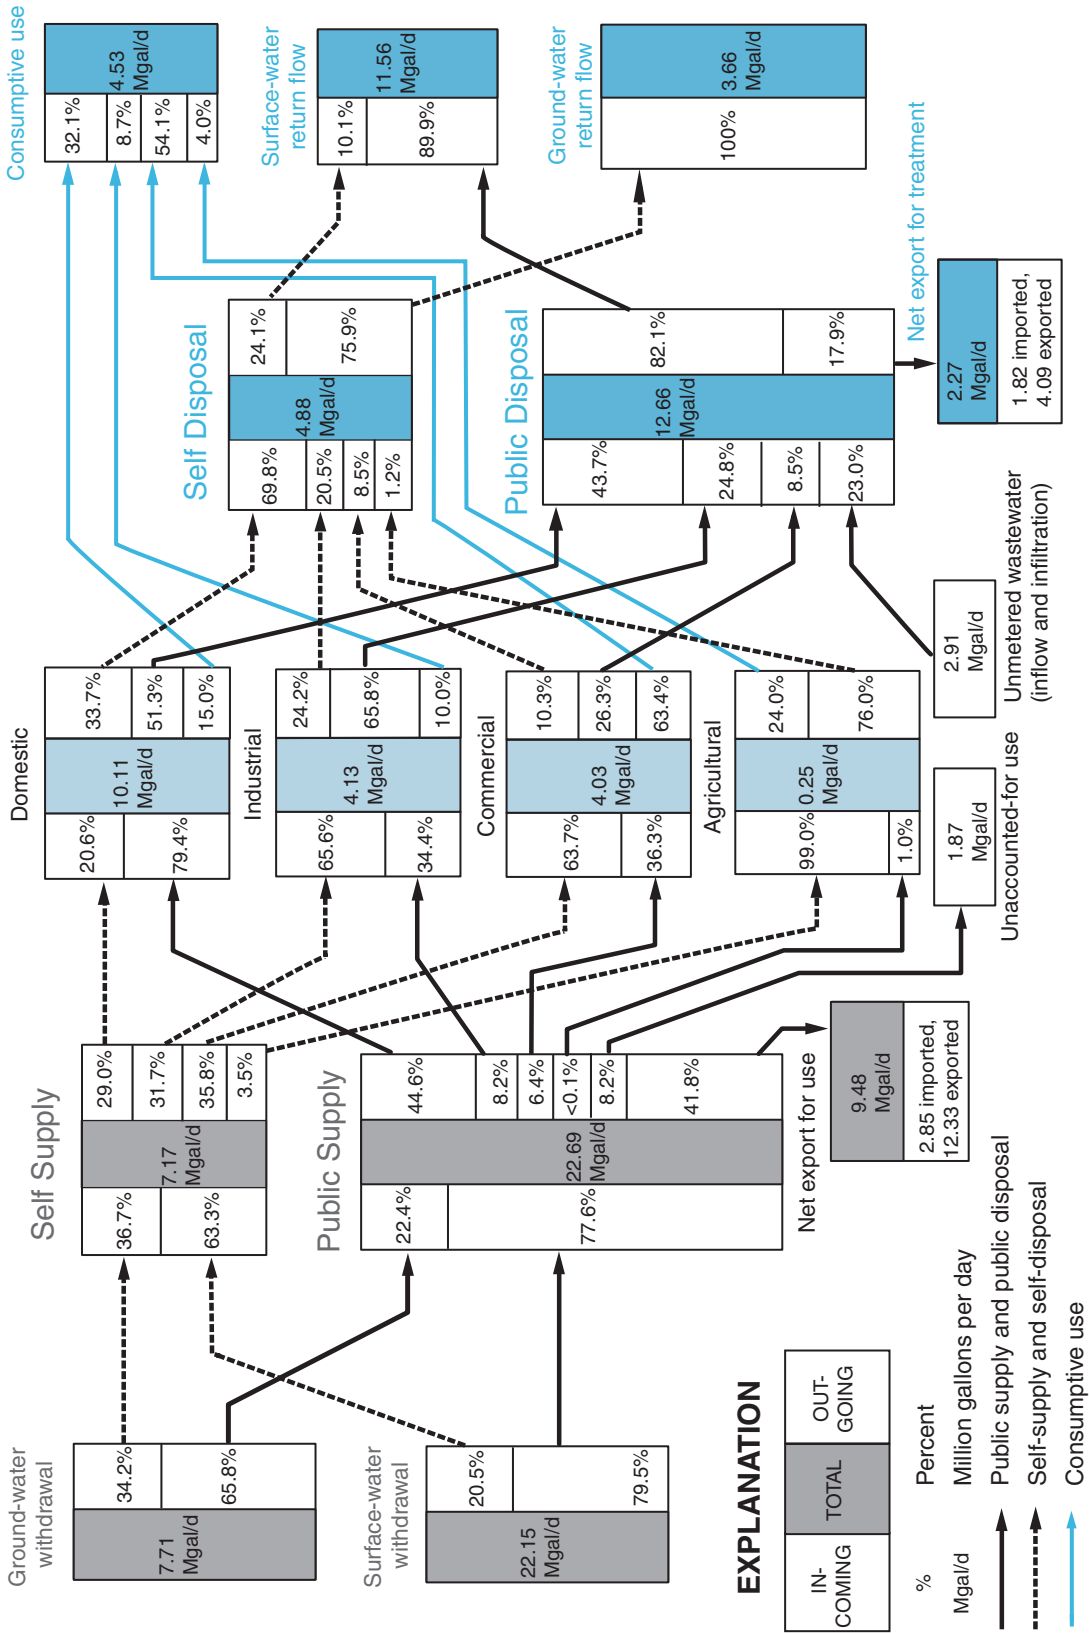 Ground-water
withdrawal
7.71
Mgal/d
34.2%
65.8%
Surface-water
withdrawal
22.15
Mgal/d
20.5%
79.5%
Self Supply
36.7%
63.3%
7.17
Mgal/d
29.0%
31.7%
35.8%
3.5%
Public Supply
22.4%
77.6%
22.69
Mgal/d
44.6%
8.2%
6.4%
<0.1%
8.2%
41.8%
Net export for use
9.48
Mgal/d
2.85 imported,
12.33 exported
Domestic
20.6%
79.4%
10.11
Mgal/d
33.7%
51.3%
15.0%
Industrial
65.6%
34.4%
4.13
Mgal/d
24.2%
65.8%
10.0%
Commercial
63.7%
36.3%
4.03
Mgal/d
10.3%
26.3%
63.4%
Agricultural
99.0%
1.0%
0.25
Mgal/d
24.0%
76.0%
1.87
Mgal/d
Unaccounted-for use
2.91
Mgal/d
Unmetered wastewater
(inflow and infiltration)
Self Disposal
69.8%
20.5%
8.5%
1.2%
4.88
Mgal/d
24.1%
75.9%
Public Disposal
43.7%
24.8%
8.5%
23.0%
12.66
Mgal/d
82.1%
17.9%
Net export for treatment
2.27
Mgal/d
1.82 imported,
4.09 exported
Consumptive use
32.1%
8.7%
54.1%
4.0%
4.53
Mgal/d
Surface-water
return flow
10.1%
89.9%
11.56
Mgal/d
Ground-water
return flow
100%
3.66
Mgal/d
EXPLANATION
IN-
COMING
TOTAL
OUT-
GOING
% Percent
Mgal/d Million gallons per day
Public supply and public disposal
Self-supply and self-disposal
Consumptive use